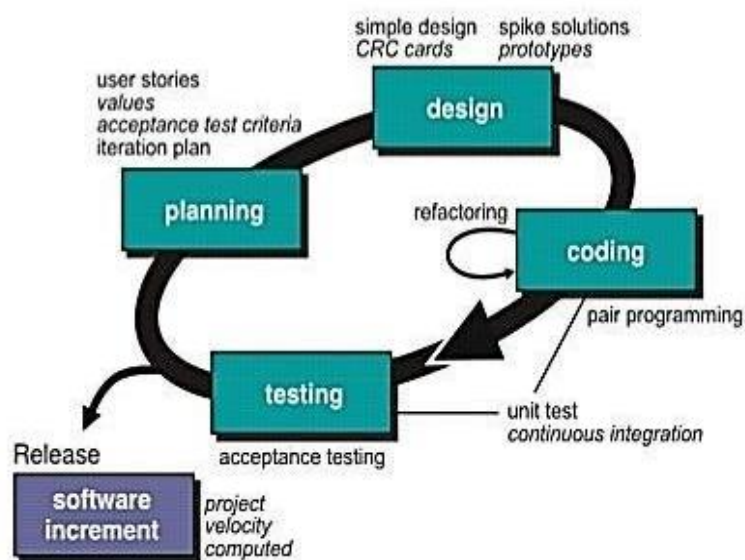 simple design
CRC cards
spike solutions
prototypes
user stories
values
acceptance test criteria
iteration plan
design
planning
refactoring
coding
pair programming
testing
unit test
continuous integration
acceptance testing
Release
software
increment
project
velocity
computed